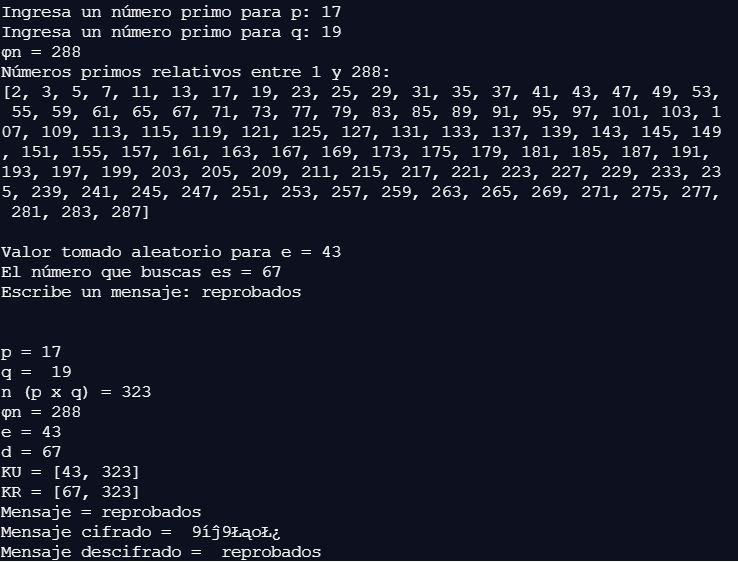 Ingresa un número primo para p: 17
Ingresa un número primo para q: 19
φn = 288
Números primos relativos entre 1 y 288:
[2, 3, 5, 7, 11, 13, 17, 19, 23, 25, 29, 31, 35, 37, 41, 43, 47, 49, 53,
 55, 59, 61, 65, 67, 71, 73, 77, 79, 83, 85, 89, 91, 95, 97, 101, 103, 1
07, 109, 113, 115, 119, 121, 125, 127, 131, 133, 137, 139, 143, 145, 149
, 151, 155, 157, 161, 163, 167, 169, 173, 175, 179, 181, 185, 187, 191,
193, 197, 199, 203, 205, 209, 211, 215, 217, 221, 223, 227, 229, 233, 23
5, 239, 241, 245, 247, 251, 253, 257, 259, 263, 265, 269, 271, 275, 277,
 281, 283, 287]
Valor tomado aleatorio para e = 43
El número que buscas es = 67
Escribe un mensaje: reprobados
p = 17
q =  19
n (p x q) = 323
φn = 288
e = 43
d = 67
KU = [43, 323]
KR = [67, 323]
Mensaje = reprobados
Mensaje cifrado =  9íĵ9ŁąoŁ¿
Mensaje descifrado =  reprobados